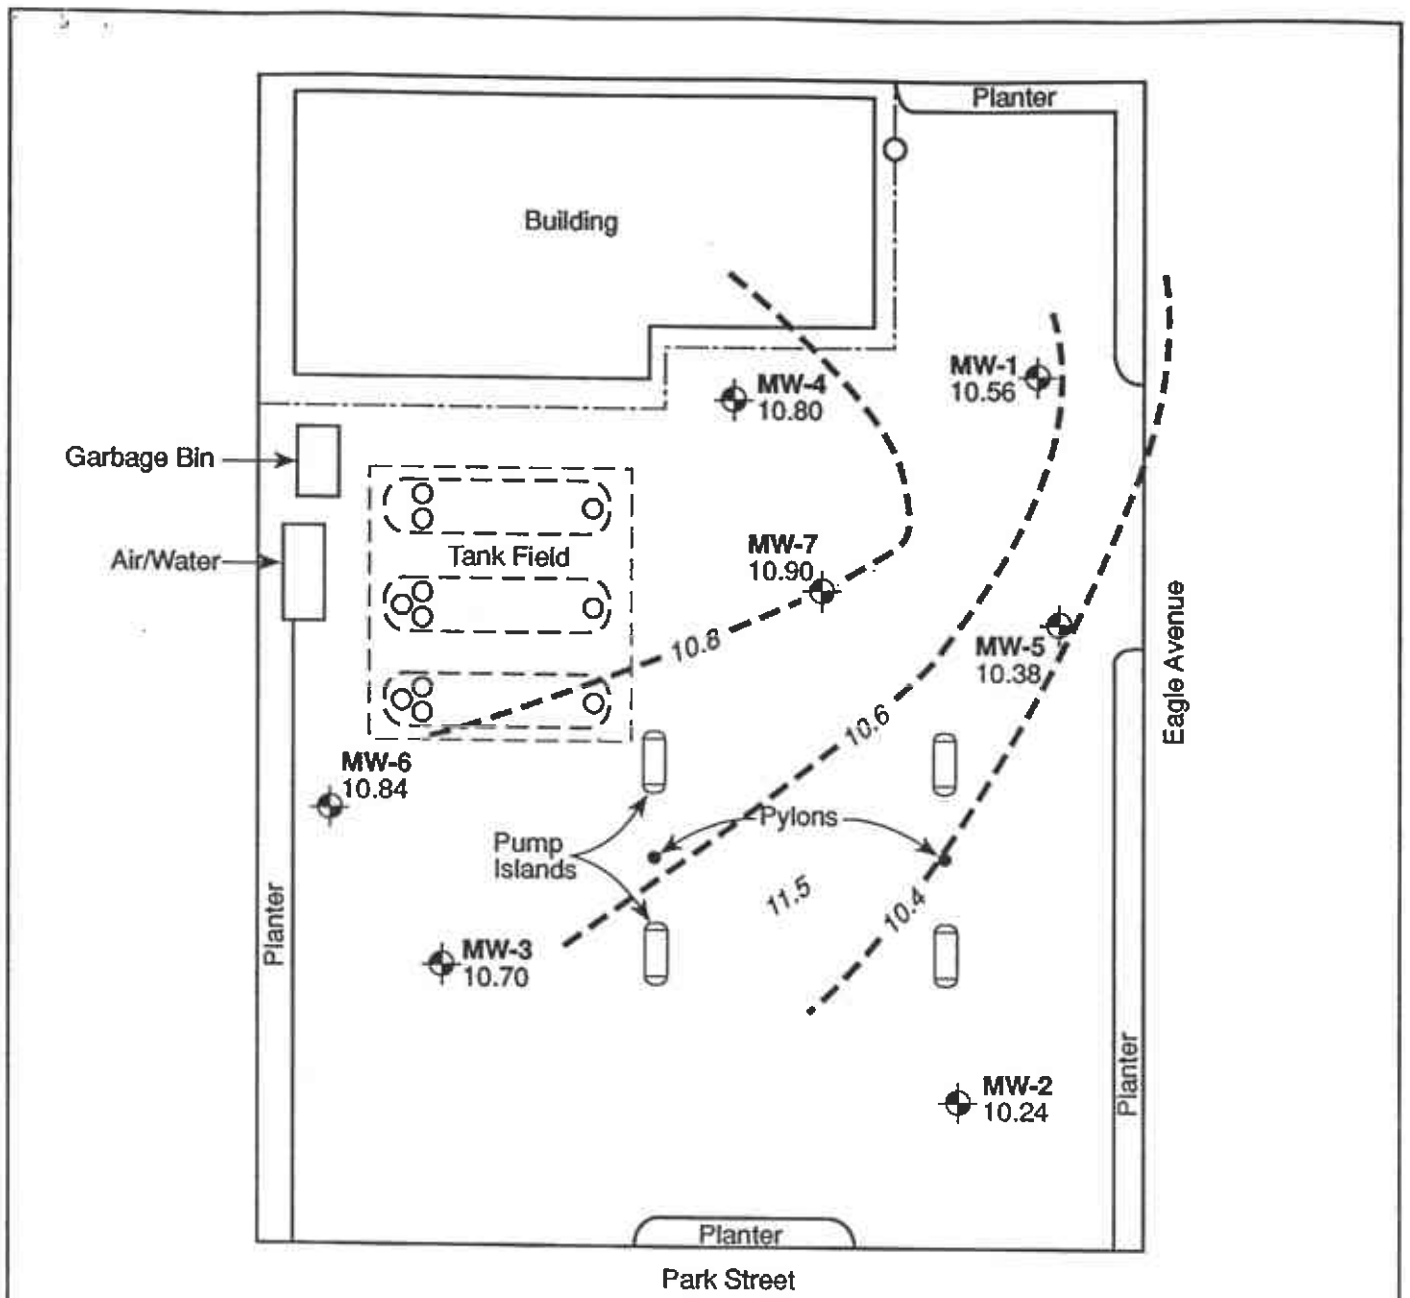 Planter
Building
MW-1
10.56
MW-4
10.80
Garbage Bin
Air/Water
Tank Field
MW-7
10.90
10.8
MW-5
10.38
Eagle Avenue
10.6
MW-6
10.84
Pylons
Pump
Islands
11.5
10.4
Planter
MW-3
10.70
MW-2
10.24
Planter
Planter
Park Street